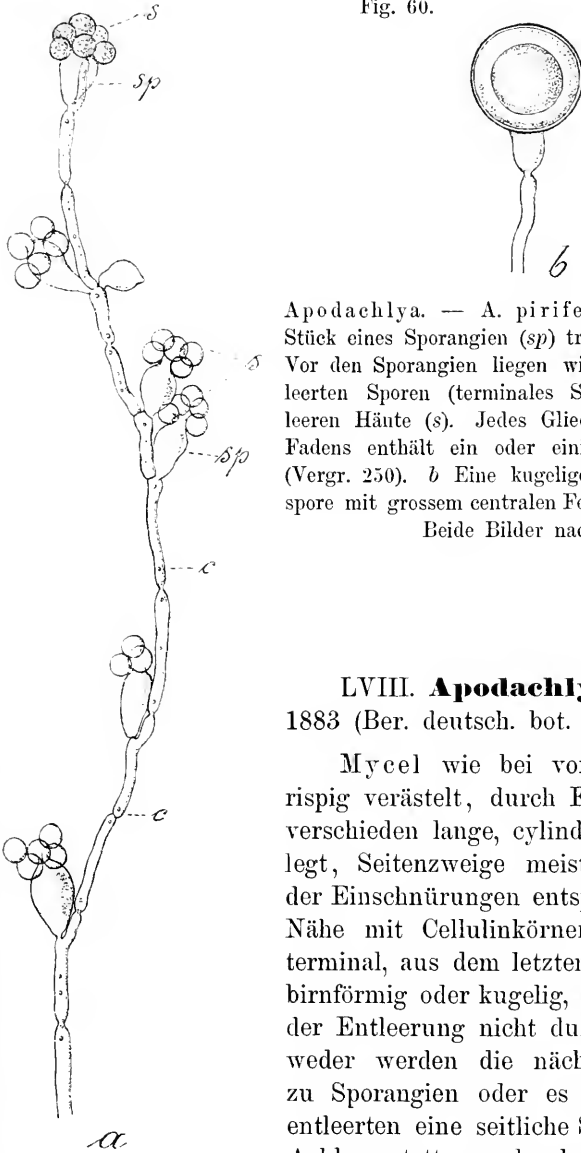 Fig. 60.
s
sp
b
s
sp
c
c
a
Apodachlya. — A. pirife
Stück eines Sporangien (sp) tr
Vor den Sporangien liegen wi
leerten Sporen (terminales S
leeren Häute (s). Jedes Glied
Fadens enthält ein oder ein
(Vergr. 250). b Eine kugelige
spore mit grossem centralen Fe
Beide Bilder nac
LVIII. Apodachly
1883 (Ber. deutsch. bot.
Mycel wie bei vor
rispig verästelt, durch E
verschieden lange, cylind
legt, Seitenzweige meist
der Einschnürungen ents
Nähe mit Cellulinkörner
terminal, aus dem letzten
birnförmig oder kugelig,
der Entleerung nicht du
weder werden die näch
zu Sporangien oder es
entleerten eine seitliche S